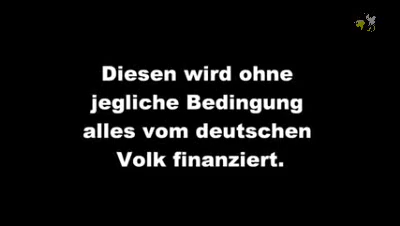 Diesen wird ohne
jegliche Bedingung
alles vom deutschen
Volk finanziert.